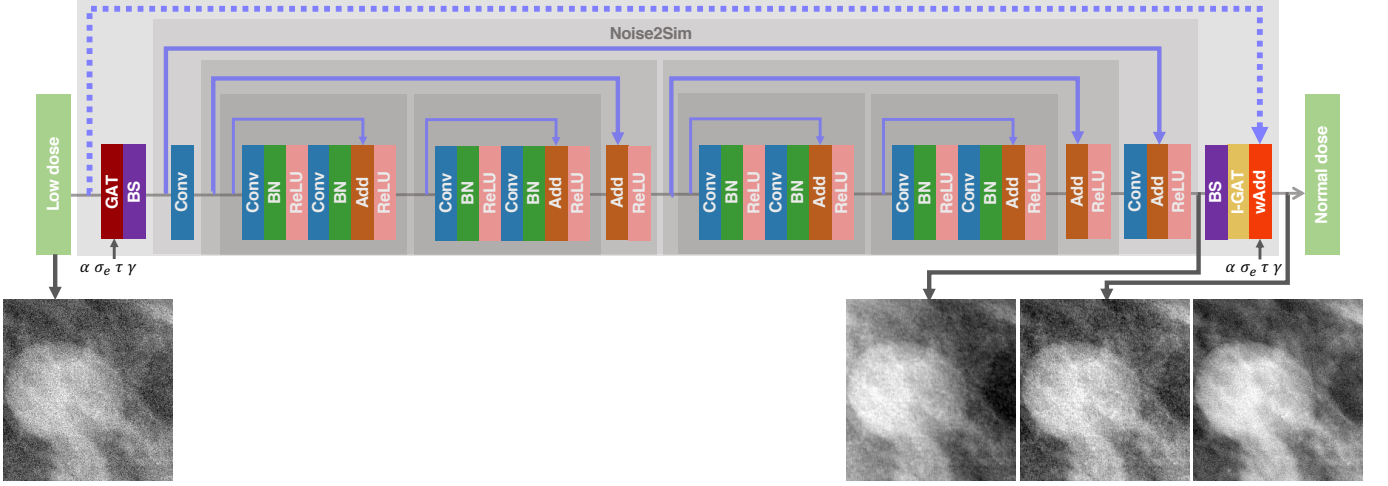 Noise2Sim
Low dose
GAT
BS
Conv
Conv
BN
ReLU
Conv
BN
Add
ReLU
Conv
BN
ReLU
Conv
BN
Add
ReLU
Add
ReLU
Conv
BN
ReLU
Conv
BN
Add
ReLU
Conv
BN
ReLU
Conv
BN
Add
ReLU
Add
ReLU
Conv
Add
ReLU
BS
I-GAT
wAdd
Normal dose
α σₑ τ γ
α σₑ τ γ